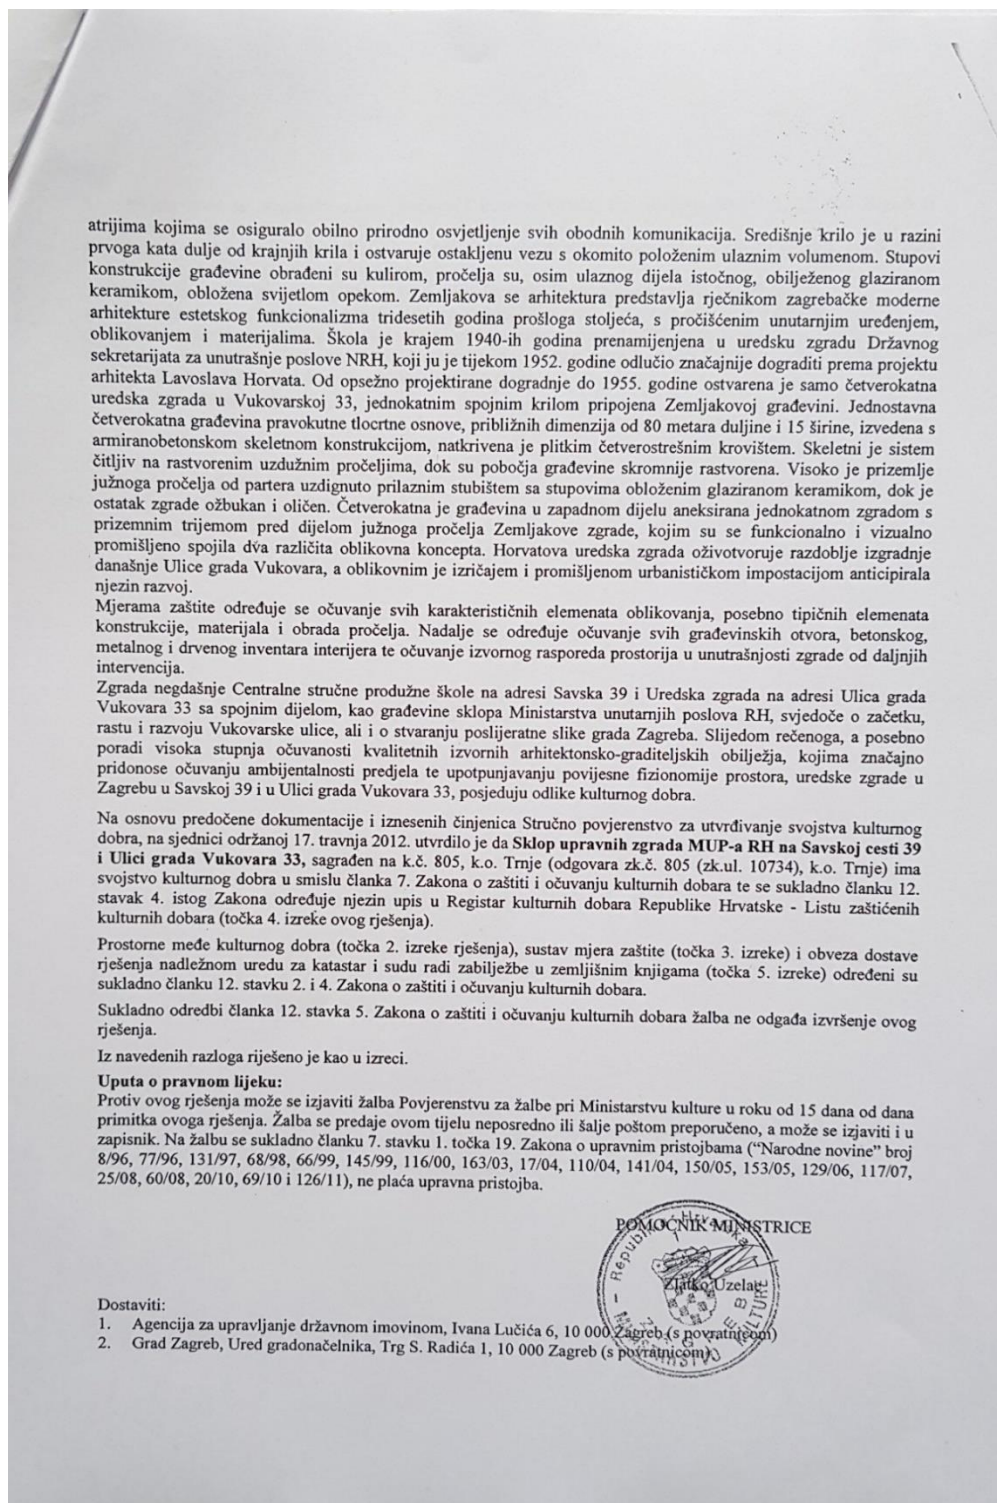 atrijima kojima se osiguralo obilno prirodno osvjetljenje svih obodnih komunikacija. Središnje krilo je u razini
prvoga kata dulje od krajnjih krila i ostvaruje ostakljenu vezu s okomito položenim ulaznim volumenom. Stupovi
konstrukcije građevine obrađeni su kulirom, pročelja su, osim ulaznog dijela istočnog, obilježenog glaziranom
keramikom, obložena svijetlom opekom. Zemljakova se arhitektura predstavlja rječnikom zagrebačke moderne
arhitekture estetskog funkcionalizma tridesetih godina prošloga stoljeća, s pročišćenim unutarnjim uređenjem,
oblikovanjem i materijalima. Škola je krajem 1940-ih godina prenamijenjena u uredsku zgradu Državnog
sekretarijata za unutrašnje poslove NRH, koji ju je tijekom 1952. godine odlučio značajnije dograditi prema projektu
arhitekta Lavoslava Horvata. Od opsežno projektirane dogradnje do 1955. godine ostvarena je samo četverokatna
uredska zgrada u Vukovarskoj 33, jednokatnim spojnim krilom pripojena Zemljakovoj građevini. Jednostavna
četverokatna građevina pravokutne tlocrtne osnove, približnih dimenzija od 80 metara duljine i 15 širine, izvedena s
armiranobetonskom skeletnom konstrukcijom, natkrivena je plitkim četverostrešnim krovištem. Skeletni je sistem
čitljiv na rastvorenim uzdužnim pročeljima, dok su pobočja građevine skromnije rastvorena. Visoko je prizemlje
južnoga pročelja od partera uzdignuto prilaznim stubištem sa stupovima obloženim glaziranom keramikom, dok je
ostatak zgrade ožbukan i oličen. Četverokatna je građevina u zapadnom dijelu aneksirana jednokatnom zgradom s
prizemnim trijemom pred dijelom južnoga pročelja Zemljakove zgrade, kojim su se funkcionalno i vizualno
promišljeno spojila dva različita oblikovna koncepta. Horvatova uredska zgrada oživotvoruje razdoblje izgradnje
današnje Ulice grada Vukovara, a oblikovnim je izričajem i promišljenom urbanističkom impostacijom anticipirala
njezin razvoj.
Mjerama zaštite određuje se očuvanje svih karakterističnih elemenata oblikovanja, posebno tipičnih elemenata
konstrukcije, materijala i obrada pročelja. Nadalje se određuje očuvanje svih građevinskih otvora, betonskog,
metalnog i drvenog inventara interijera te očuvanje izvornog rasporeda prostorija u unutrašnjosti zgrade od daljnjih
intervencija.
Zgrada negdašnje Centralne stručne produžne škole na adresi Savska 39 i Uredska zgrada na adresi Ulica grada
Vukovara 33 sa spojnim dijelom, kao građevine sklopa Ministarstva unutarnjih poslova RH, svjedoče o začetku,
rastu i razvoju Vukovarske ulice, ali i o stvaranju poslijeratne slike grada Zagreba. Slijedom rečenoga, a posebno
poradi visoka stupnja očuvanosti kvalitetnih izvornih arhitektonsko-graditeljskih obilježja, kojima značajno
pridonose očuvanju ambijentalnosti predjela te upotpunjavanju povijesne fizionomije prostora, uredske zgrade u
Zagrebu u Savskoj 39 i u Ulici grada Vukovara 33, posjeduju odlike kulturnog dobra.
Na osnovu predočene dokumentacije i iznesenih činjenica Stručno povjerenstvo za utvrđivanje svojstva kulturnog
dobra, na sjednici održanoj 17. travnja 2012. utvrdilo je da Sklop upravnih zgrada MUP-a RH na Savskoj cesti 39
i Ulici grada Vukovara 33, sagrađen na k.č. 805, k.o. Trnje (odgovara zk.č. 805 (zk.ul. 10734), k.o. Trnje) ima
svojstvo kulturnog dobra u smislu članka 7. Zakona o zaštiti i očuvanju kulturnih dobara te se sukladno članku 12.
stavak 4. istog Zakona određuje njezin upis u Registar kulturnih dobara Republike Hrvatske - Listu zaštićenih
kulturnih dobara (točka 4. izreke ovog rješenja).
Prostorne međe kulturnog dobra (točka 2. izreke rješenja), sustav mjera zaštite (točka 3. izreke) i obveza dostave
rješenja nadležnom uredu za katastar i sudu radi zabilježbe u zemljišnim knjigama (točka 5. izreke) određeni su
sukladno članku 12. stavku 2. i 4. Zakona o zaštiti i očuvanju kulturnih dobara.
Sukladno odredbi članka 12. stavka 5. Zakona o zaštiti i očuvanju kulturnih dobara žalba ne odgađa izvršenje ovog
rješenja.
Iz navedenih razloga riješeno je kao u izreci.
Uputa o pravnom lijeku:
Protiv ovog rješenja može se izjaviti žalba Povjerenstvu za žalbe pri Ministarstvu kulture u roku od 15 dana od dana
primitka ovoga rješenja. Žalba se predaje ovom tijelu neposredno ili šalje poštom preporučeno, a može se izjaviti i u
zapisnik. Na žalbu se sukladno članku 7. stavku 1. točka 19. Zakona o upravnim pristojbama (“Narodne novine” broj
8/96, 77/96, 131/97, 68/98, 66/99, 145/99, 116/00, 163/03, 17/04, 110/04, 141/04, 150/05, 153/05, 129/06, 117/07,
25/08, 60/08, 20/10, 69/10 i 126/11), ne plaća upravna pristojba.
POMOĆNIK MINISTRICE
Republika Hrvatska
Zlatko Uzelac
MINISTARSTVO KULTURE
ZAGREB
Dostaviti:
1. Agencija za upravljanje državnom imovinom, Ivana Lučića 6, 10 000 Zagreb (s povratnicom)
2. Grad Zagreb, Ured gradonačelnika, Trg S. Radića 1, 10 000 Zagreb (s povratnicom)